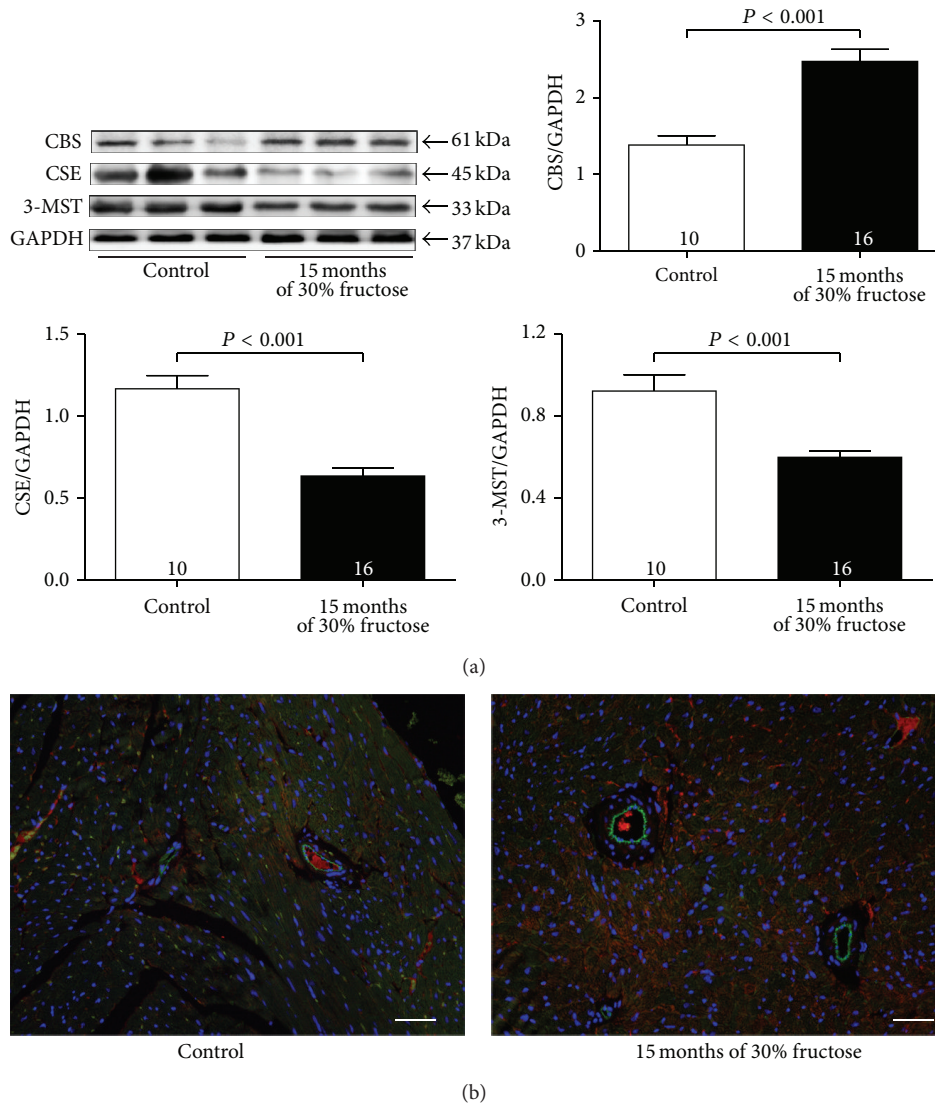 CBS
61 kDa
CSE
45 kDa
3-MST
33 kDa
GAPDH
37 kDa
Control
15 months
of 30% fructose
P < 0.001
CBS/GAPDH
3
2
1
0
10
16
Control
15 months
of 30% fructose
P < 0.001
CSE/GAPDH
1.5
1.0
0.5
0.0
10
16
Control
15 months
of 30% fructose
P < 0.001
3-MST/GAPDH
1.2
0.8
0.4
0.0
10
16
Control
15 months
of 30% fructose
(a)
Control
15 months of 30% fructose
(b)